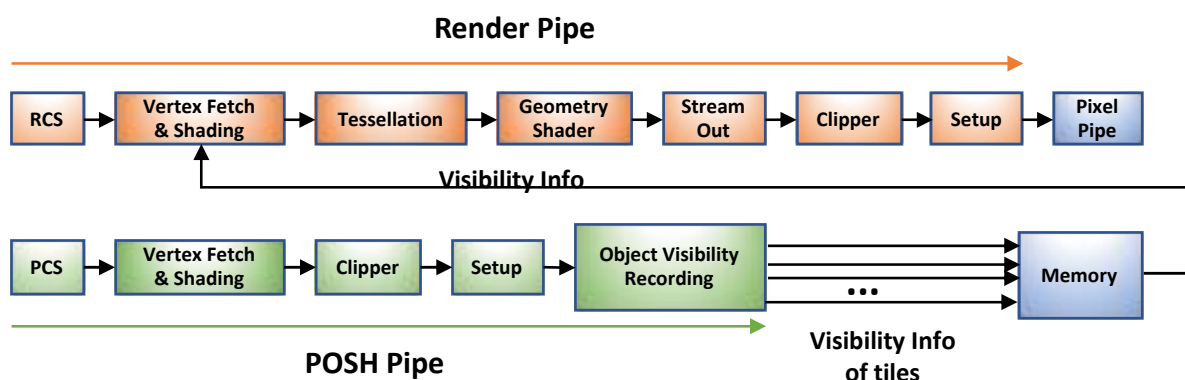 Render Pipe
RCS
Vertex Fetch
& Shading
Tessellation
Geometry
Shader
Stream
Out
Clipper
Setup
Pixel
Pipe
Visibility Info
PCS
Vertex Fetch
& Shading
Clipper
Setup
Object Visibility
Recording
...
Memory
Visibility Info
of tiles
POSH Pipe